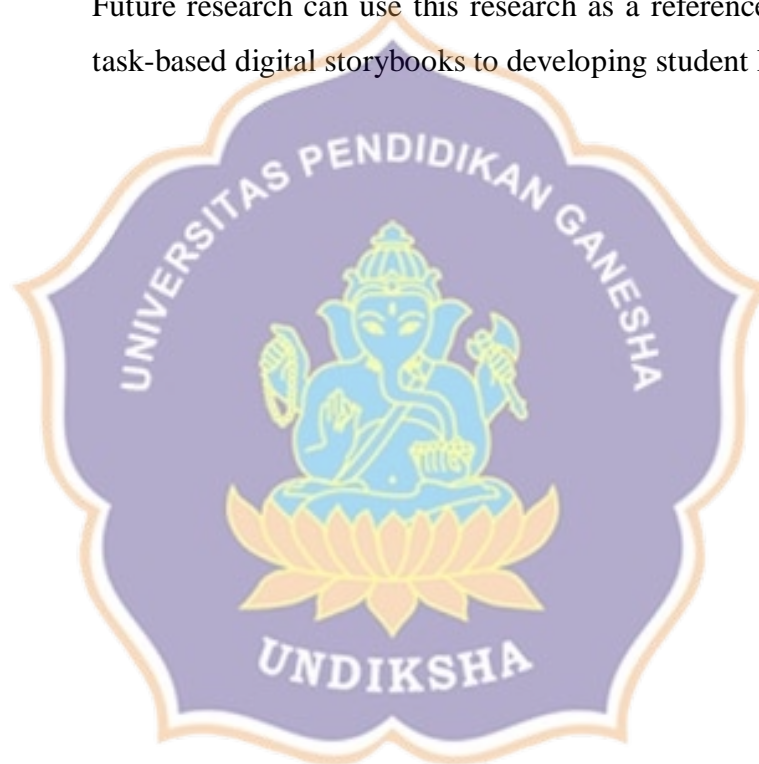 Future research can use this research as a reference
task-based digital storybooks to developing student
UNIVERSITAS PENDIDIKAN GANESHA
UNDIKSHA